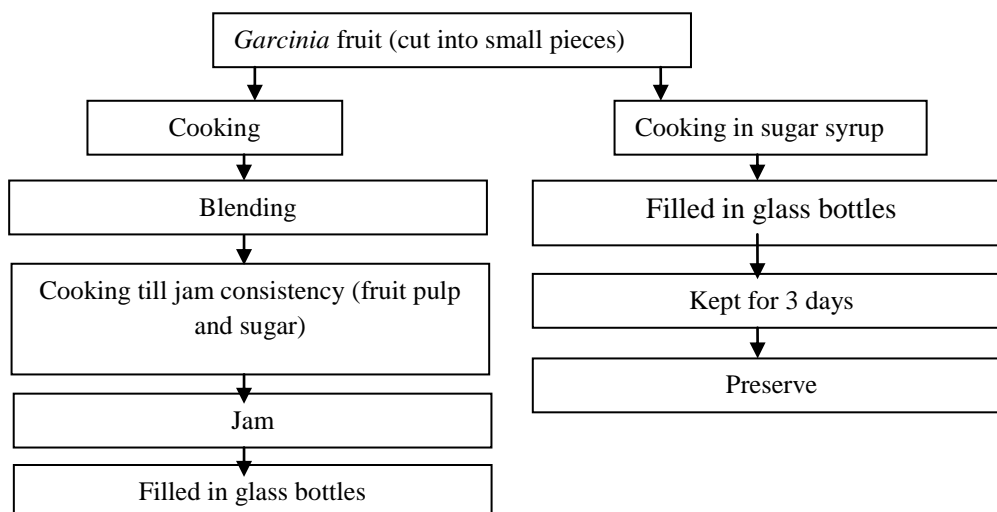 Garcinia fruit (cut into small pieces)
Cooking
Blending
Cooking till jam consistency (fruit pulp
and sugar)
Jam
Filled in glass bottles
Cooking in sugar syrup
Filled in glass bottles
Kept for 3 days
Preserve